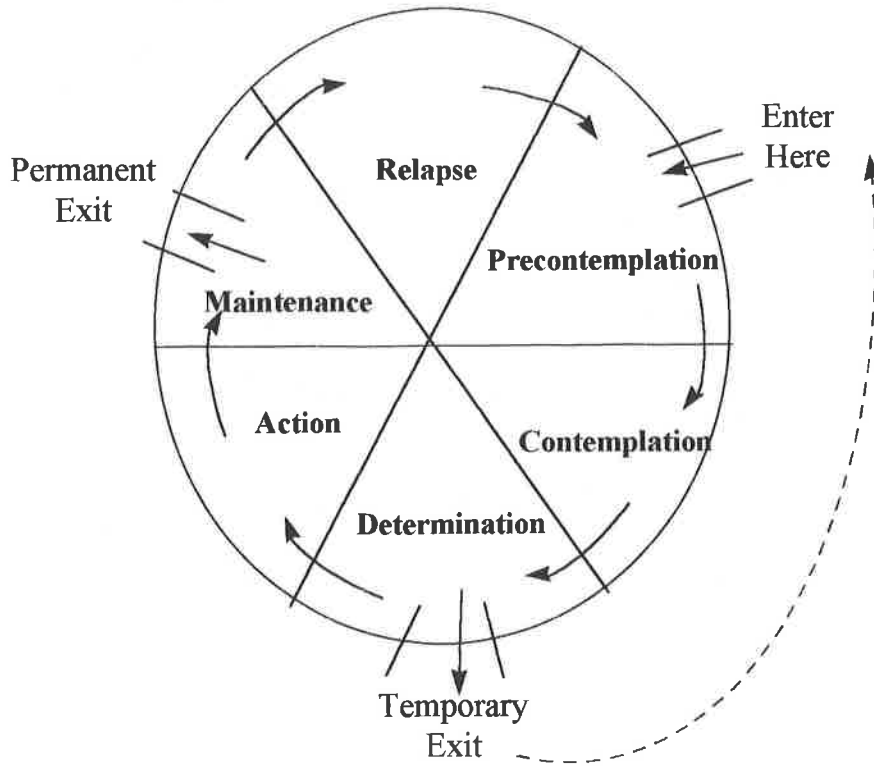 Enter
Here
Permanent
Exit
Relapse
Precontemplation
Maintenance
Action
Contemplation
Determination
Temporary
Exit